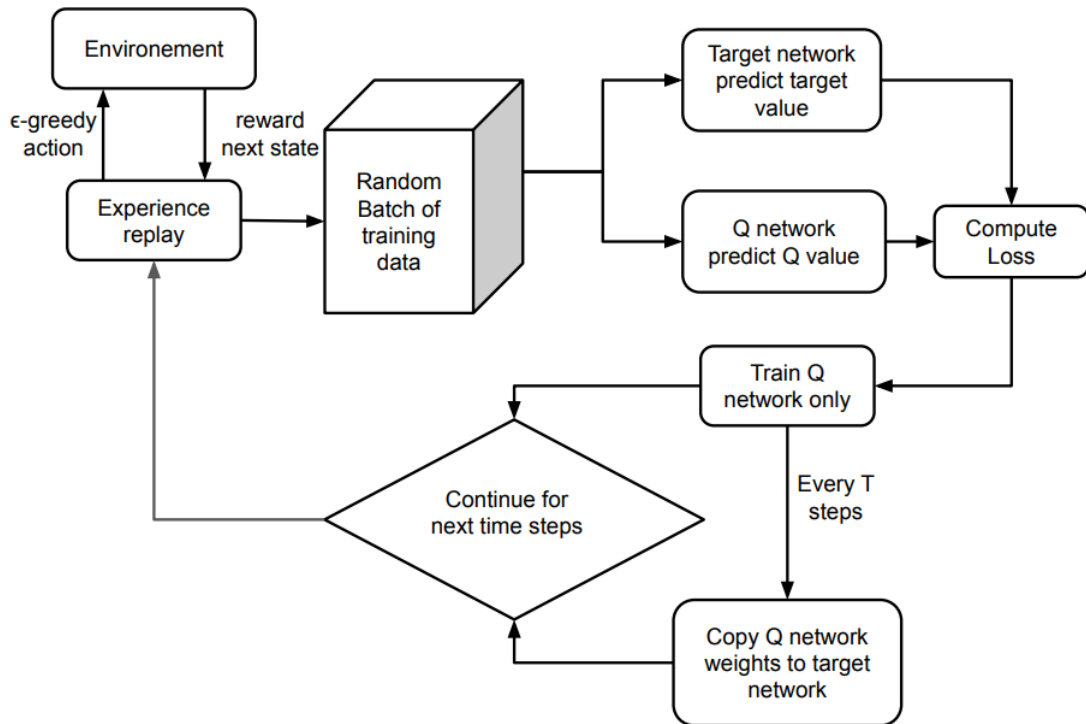 Environement
ϵ-greedy
action
reward
next state
Experience
replay
Random
Batch of
training
data
Target network
predict target
value
Q network
predict Q value
Compute
Loss
Train Q
network only
Every T
steps
Continue for
next time steps
Copy Q network
weights to target
network